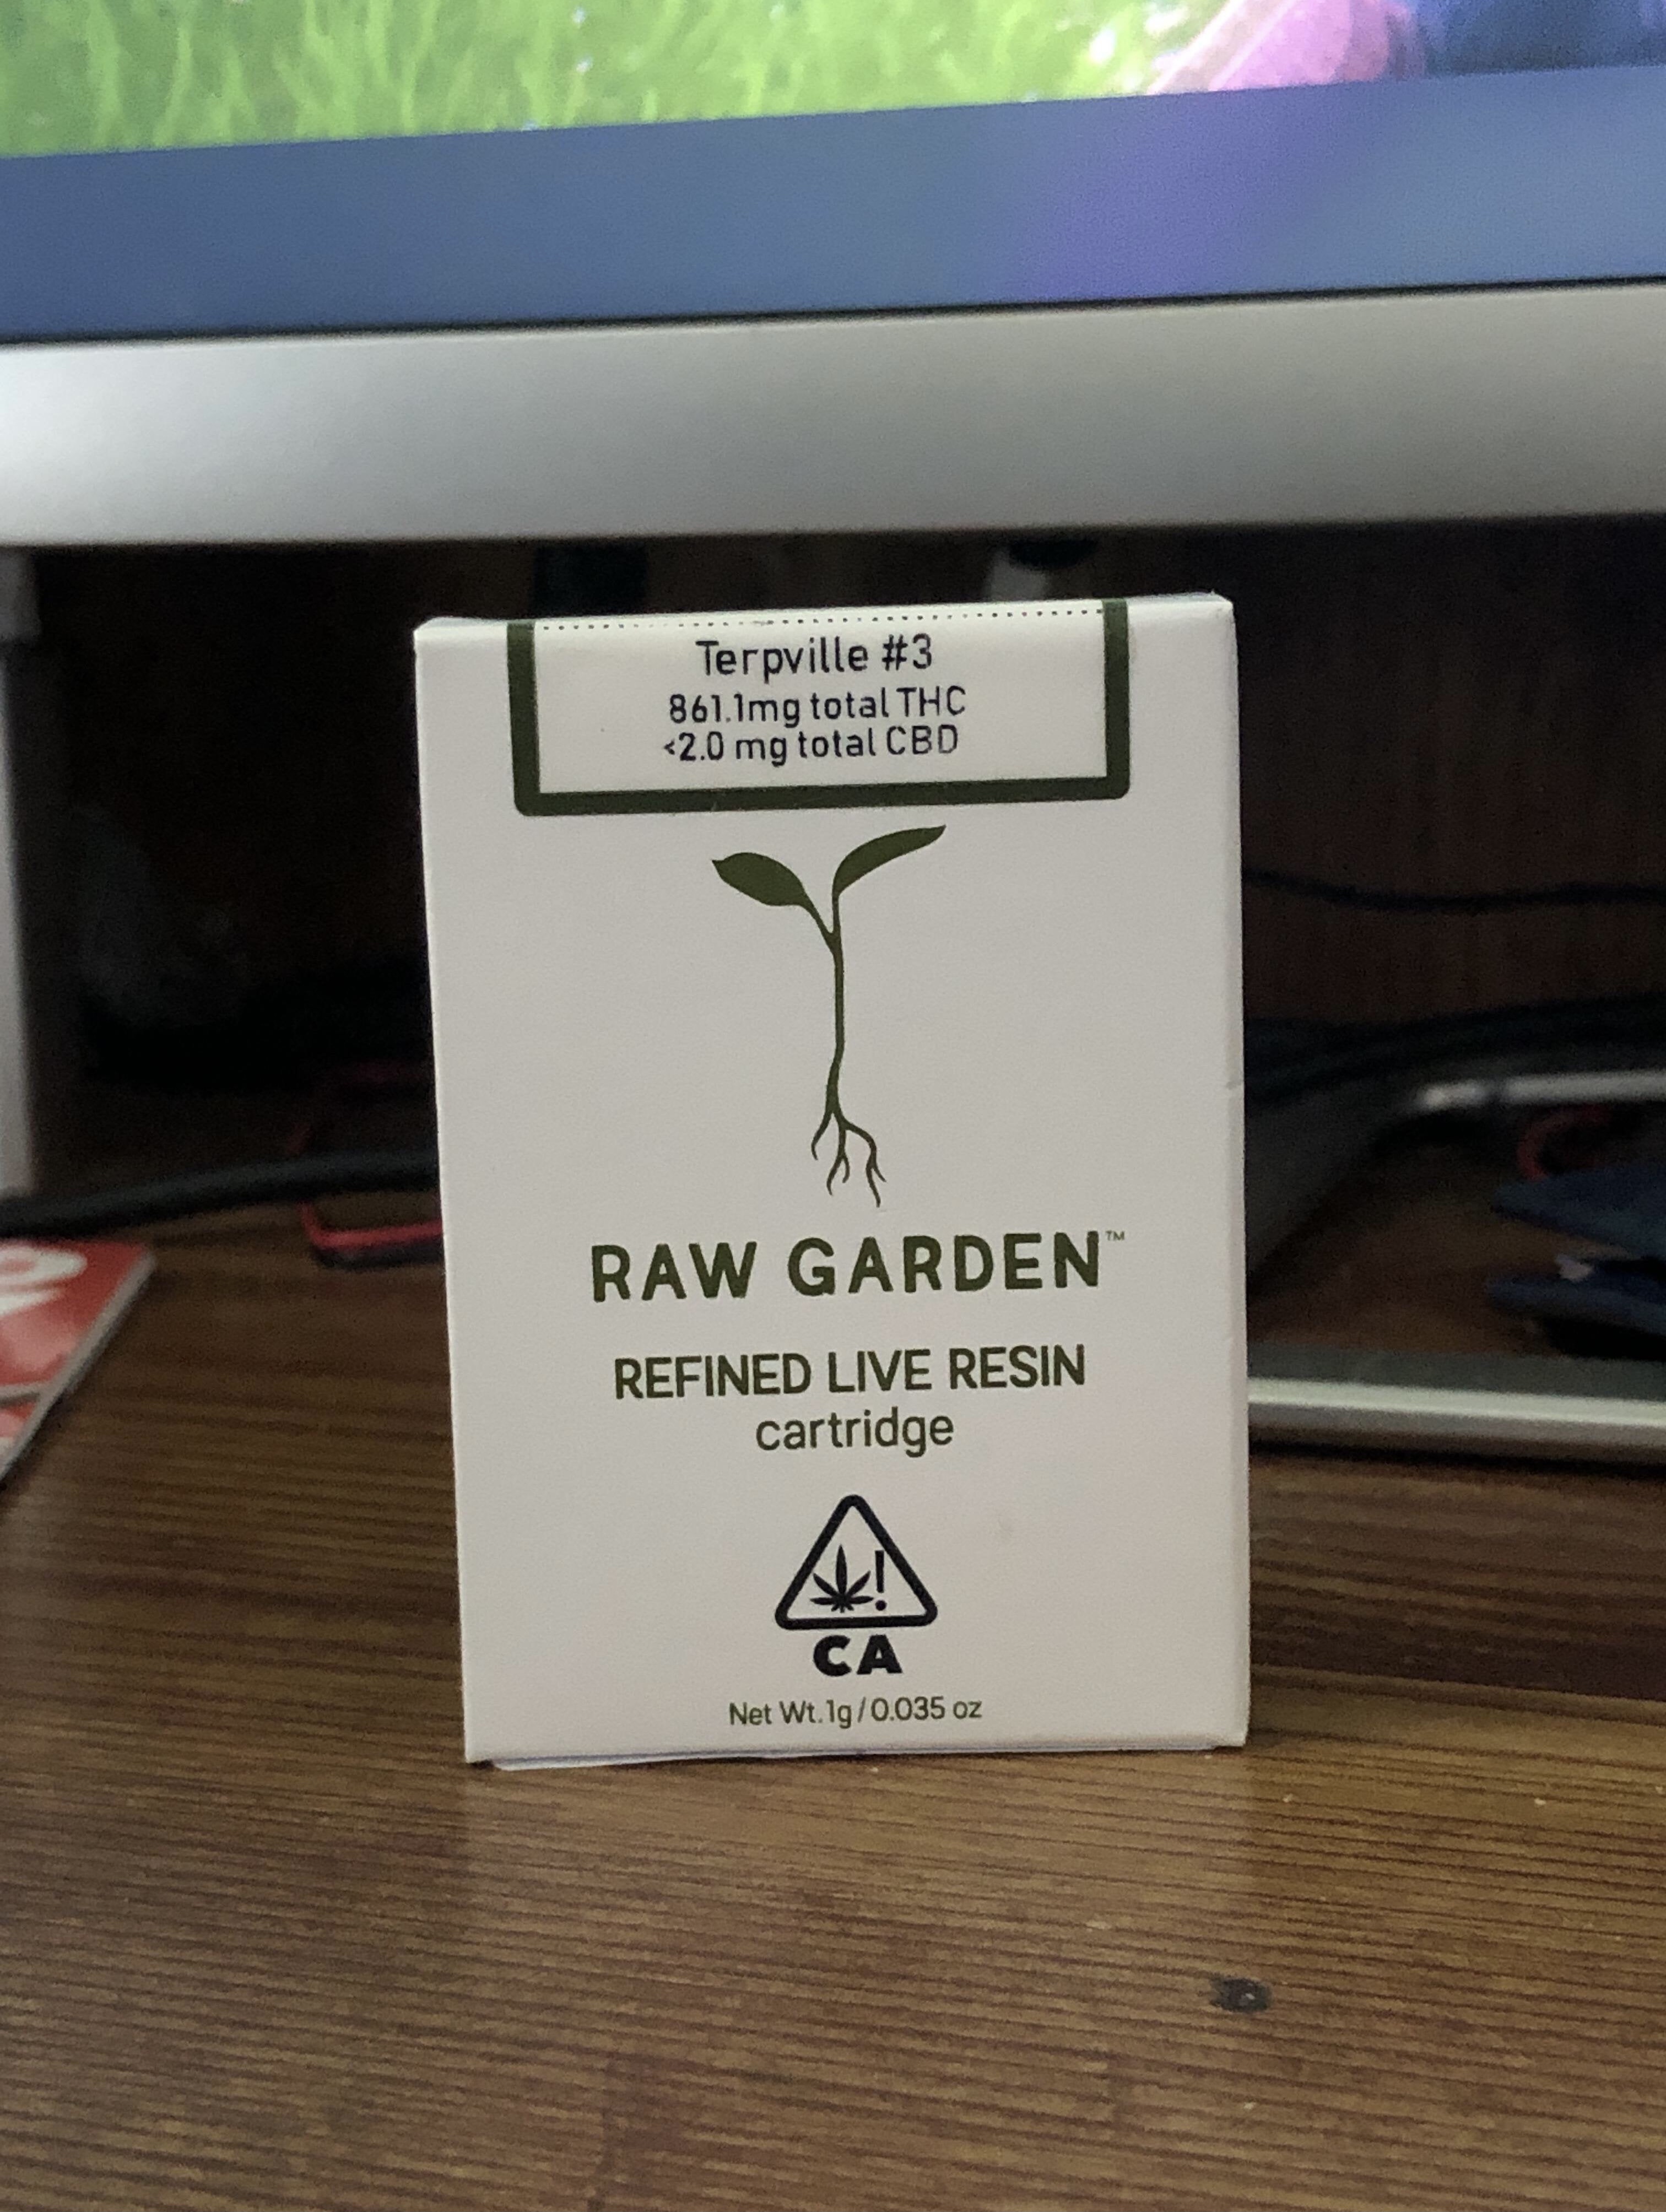 Terpville #3
861.1mg total THC
<2.0 mg total CBD
RAW GARDEN™
REFINED LIVE RESIN
cartridge
!
CA
Net Wt. 1g / 0.035 oz